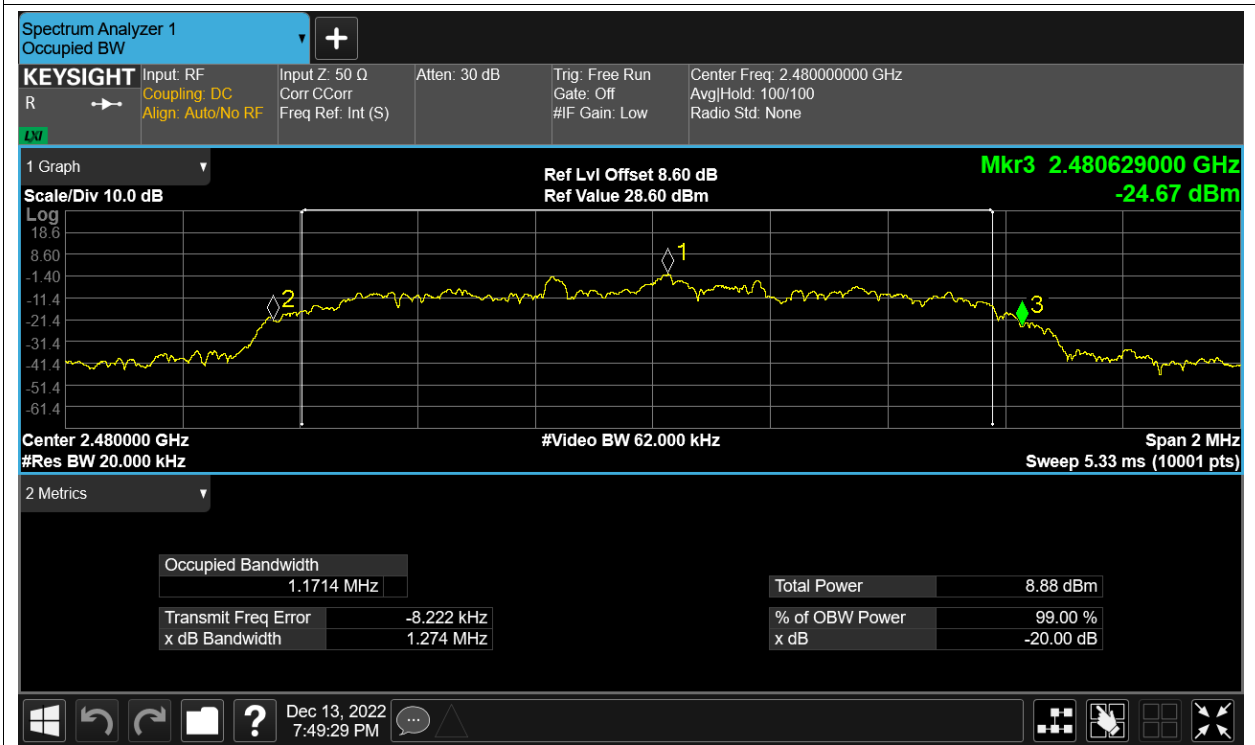 Spectrum Analyzer 1
Occupied BW
KEYSIGHT
R
LXI
Input: RF
Coupling: DC
Align: Auto/No RF
Input Z: 50 Ω
Corr CCorr
Freq Ref: Int (S)
Atten: 30 dB
Trig: Free Run
Gate: Off
#IF Gain: Low
Center Freq: 2.480000000 GHz
Avg|Hold: 100/100
Radio Std: None
1 Graph
Scale/Div 10.0 dB
Ref Lvl Offset 8.60 dB
Ref Value 28.60 dBm
Mkr3 2.480629000 GHz
-24.67 dBm
Log
18.6
8.60
-1.40
-11.4
-21.4
-31.4
-41.4
-51.4
-61.4
1
2
3
Center 2.480000 GHz
#Video BW 62.000 kHz
Span 2 MHz
#Res BW 20.000 kHz
Sweep 5.33 ms (10001 pts)
2 Metrics
Occupied Bandwidth
1.1714 MHz
Transmit Freq Error -8.222 kHz
x dB Bandwidth 1.274 MHz
Total Power 8.88 dBm
% of OBW Power 99.00 %
x dB -20.00 dB
?
Dec 13, 2022
7:49:29 PM